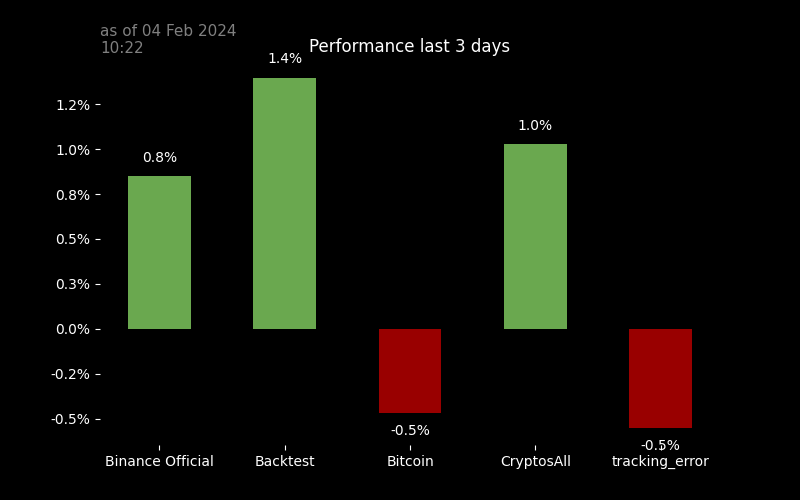 as of 04 Feb 2024
10:22
Performance last 3 days
1.4%
1.2%
1.0%
1.0%
0.8%
0.8%
0.5%
0.3%
0.0%
-0.2%
-0.5%
-0.5%
-0.5%
Binance Official
Backtest
Bitcoin
CryptosAll
tracking_error